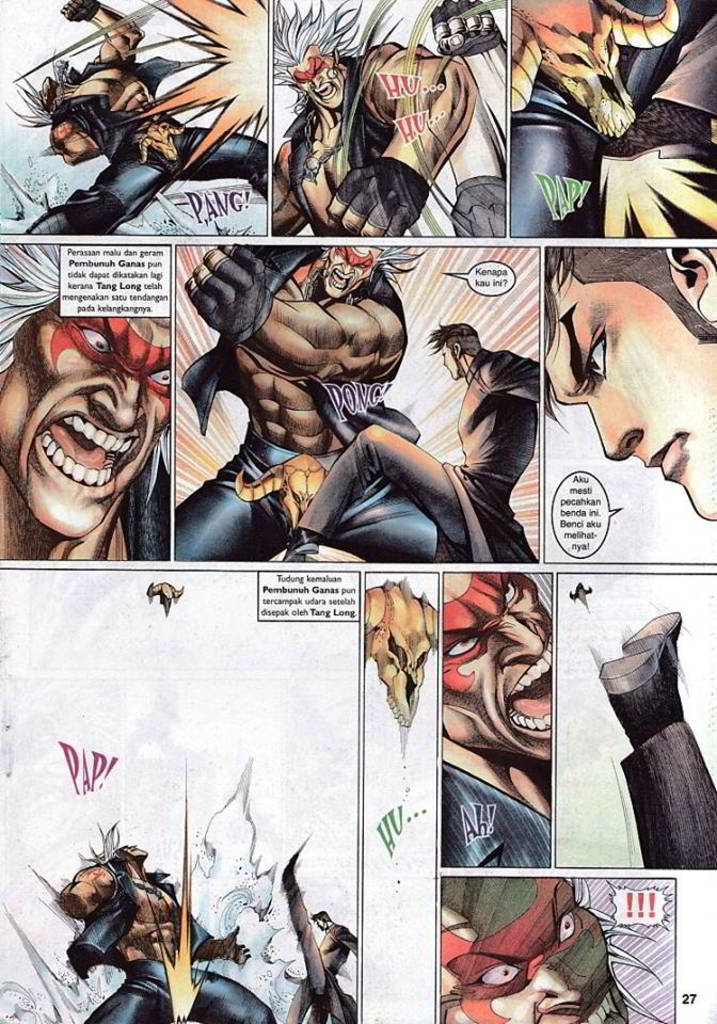 PANG!
HU...
HU...
PAP!
Perasaan malu dan geram
Pembunuh Ganas pun
tidak dapat dikatakan lagi
kerana Tang Long telah
mengenakan satu tendangan
pada kelangkangnya.
PONG!
Kenapa
kau ini?
Aku
mesti
pecahkan
benda ini.
Benci aku
melihat-
nya!
PAP!
Tudung kemaluan
Pembunuh Ganas pun
tercampak udara setelah
disepak oleh Tang Long.
HU...
AH!
!!!
27